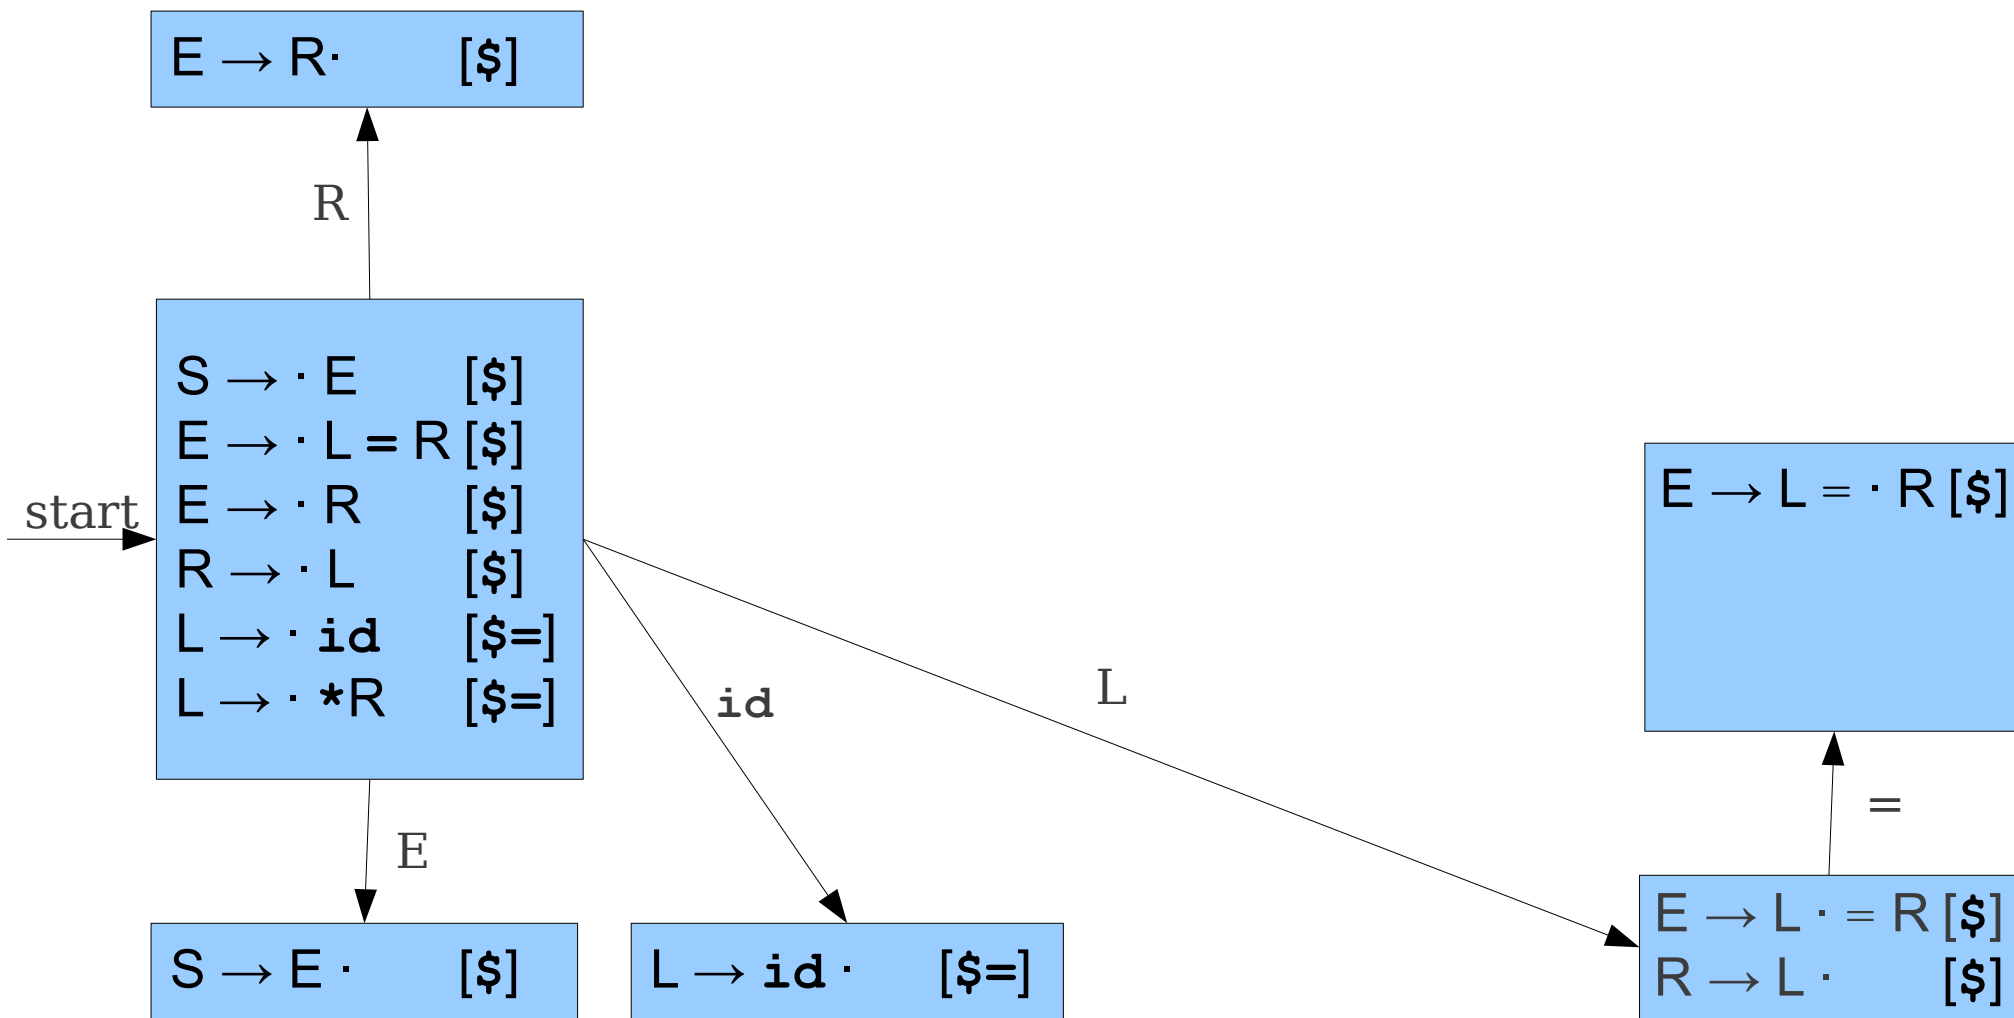 E → R· [$]
R
S → · E [$]
E → · L = R [$]
E → · R [$]
R → · L [$]
L → · id [$=]
L → · *R [$=]
start
E → L = · R [$]
id
L
=
E
S → E · [$]
L → id · [$=]
E → L · = R [$]
R → L · [$]